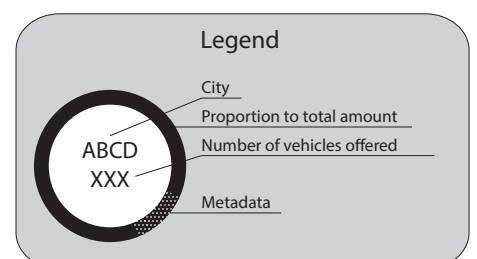 Legend
City
Proportion to total amount
Number of vehicles offered
ABCD
XXX
Metadata